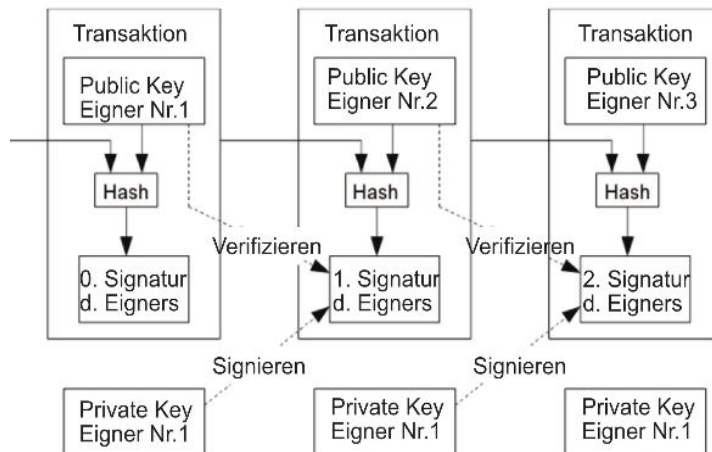 Transaktion
Transaktion
Transaktion
Public Key
Eigner Nr.1
Public Key
Eigner Nr.2
Public Key
Eigner Nr.3
Hash
Hash
Hash
Verifizieren
Verifizieren
0. Signatur
d. Eigners
1. Signatur
d. Eigners
2. Signatur
d. Eigners
Signieren
Signieren
Private Key
Eigner Nr.1
Private Key
Eigner Nr.1
Private Key
Eigner Nr.1